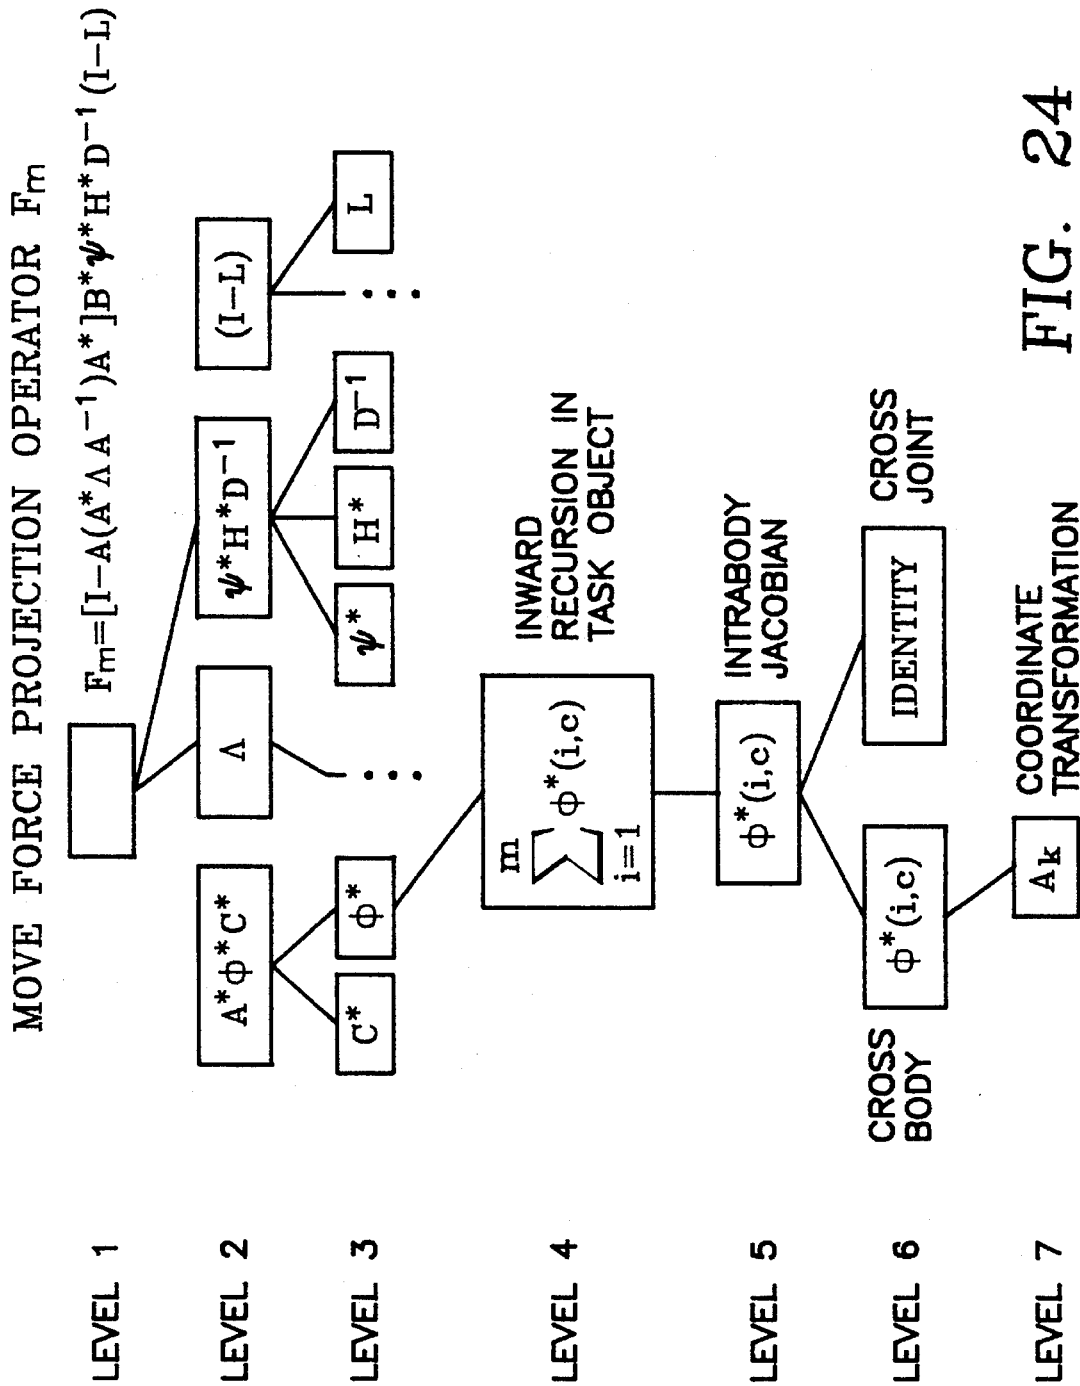 MOVE FORCE PROJECTION OPERATOR Fm
LEVEL 1
Fm=[I-A(A*ΛA A⁻¹)A*]B*ψ*H*D⁻¹(I-L)
LEVEL 2
A*ϕ*C*
Λ
ψ*H*D⁻¹
(I-L)
LEVEL 3
C*
ϕ*
ψ*
H*
D⁻¹
L
LEVEL 4
m
∑ ϕ*(i,c)
i=1
INWARD
RECURSION IN
TASK OBJECT
LEVEL 5
ϕ*(i,c)
INTRABODY
JACOBIAN
LEVEL 6
CROSS
BODY
ϕ*(i,c)
IDENTITY
CROSS
JOINT
LEVEL 7
Ak
COORDINATE
TRANSFORMATION
FIG. 24